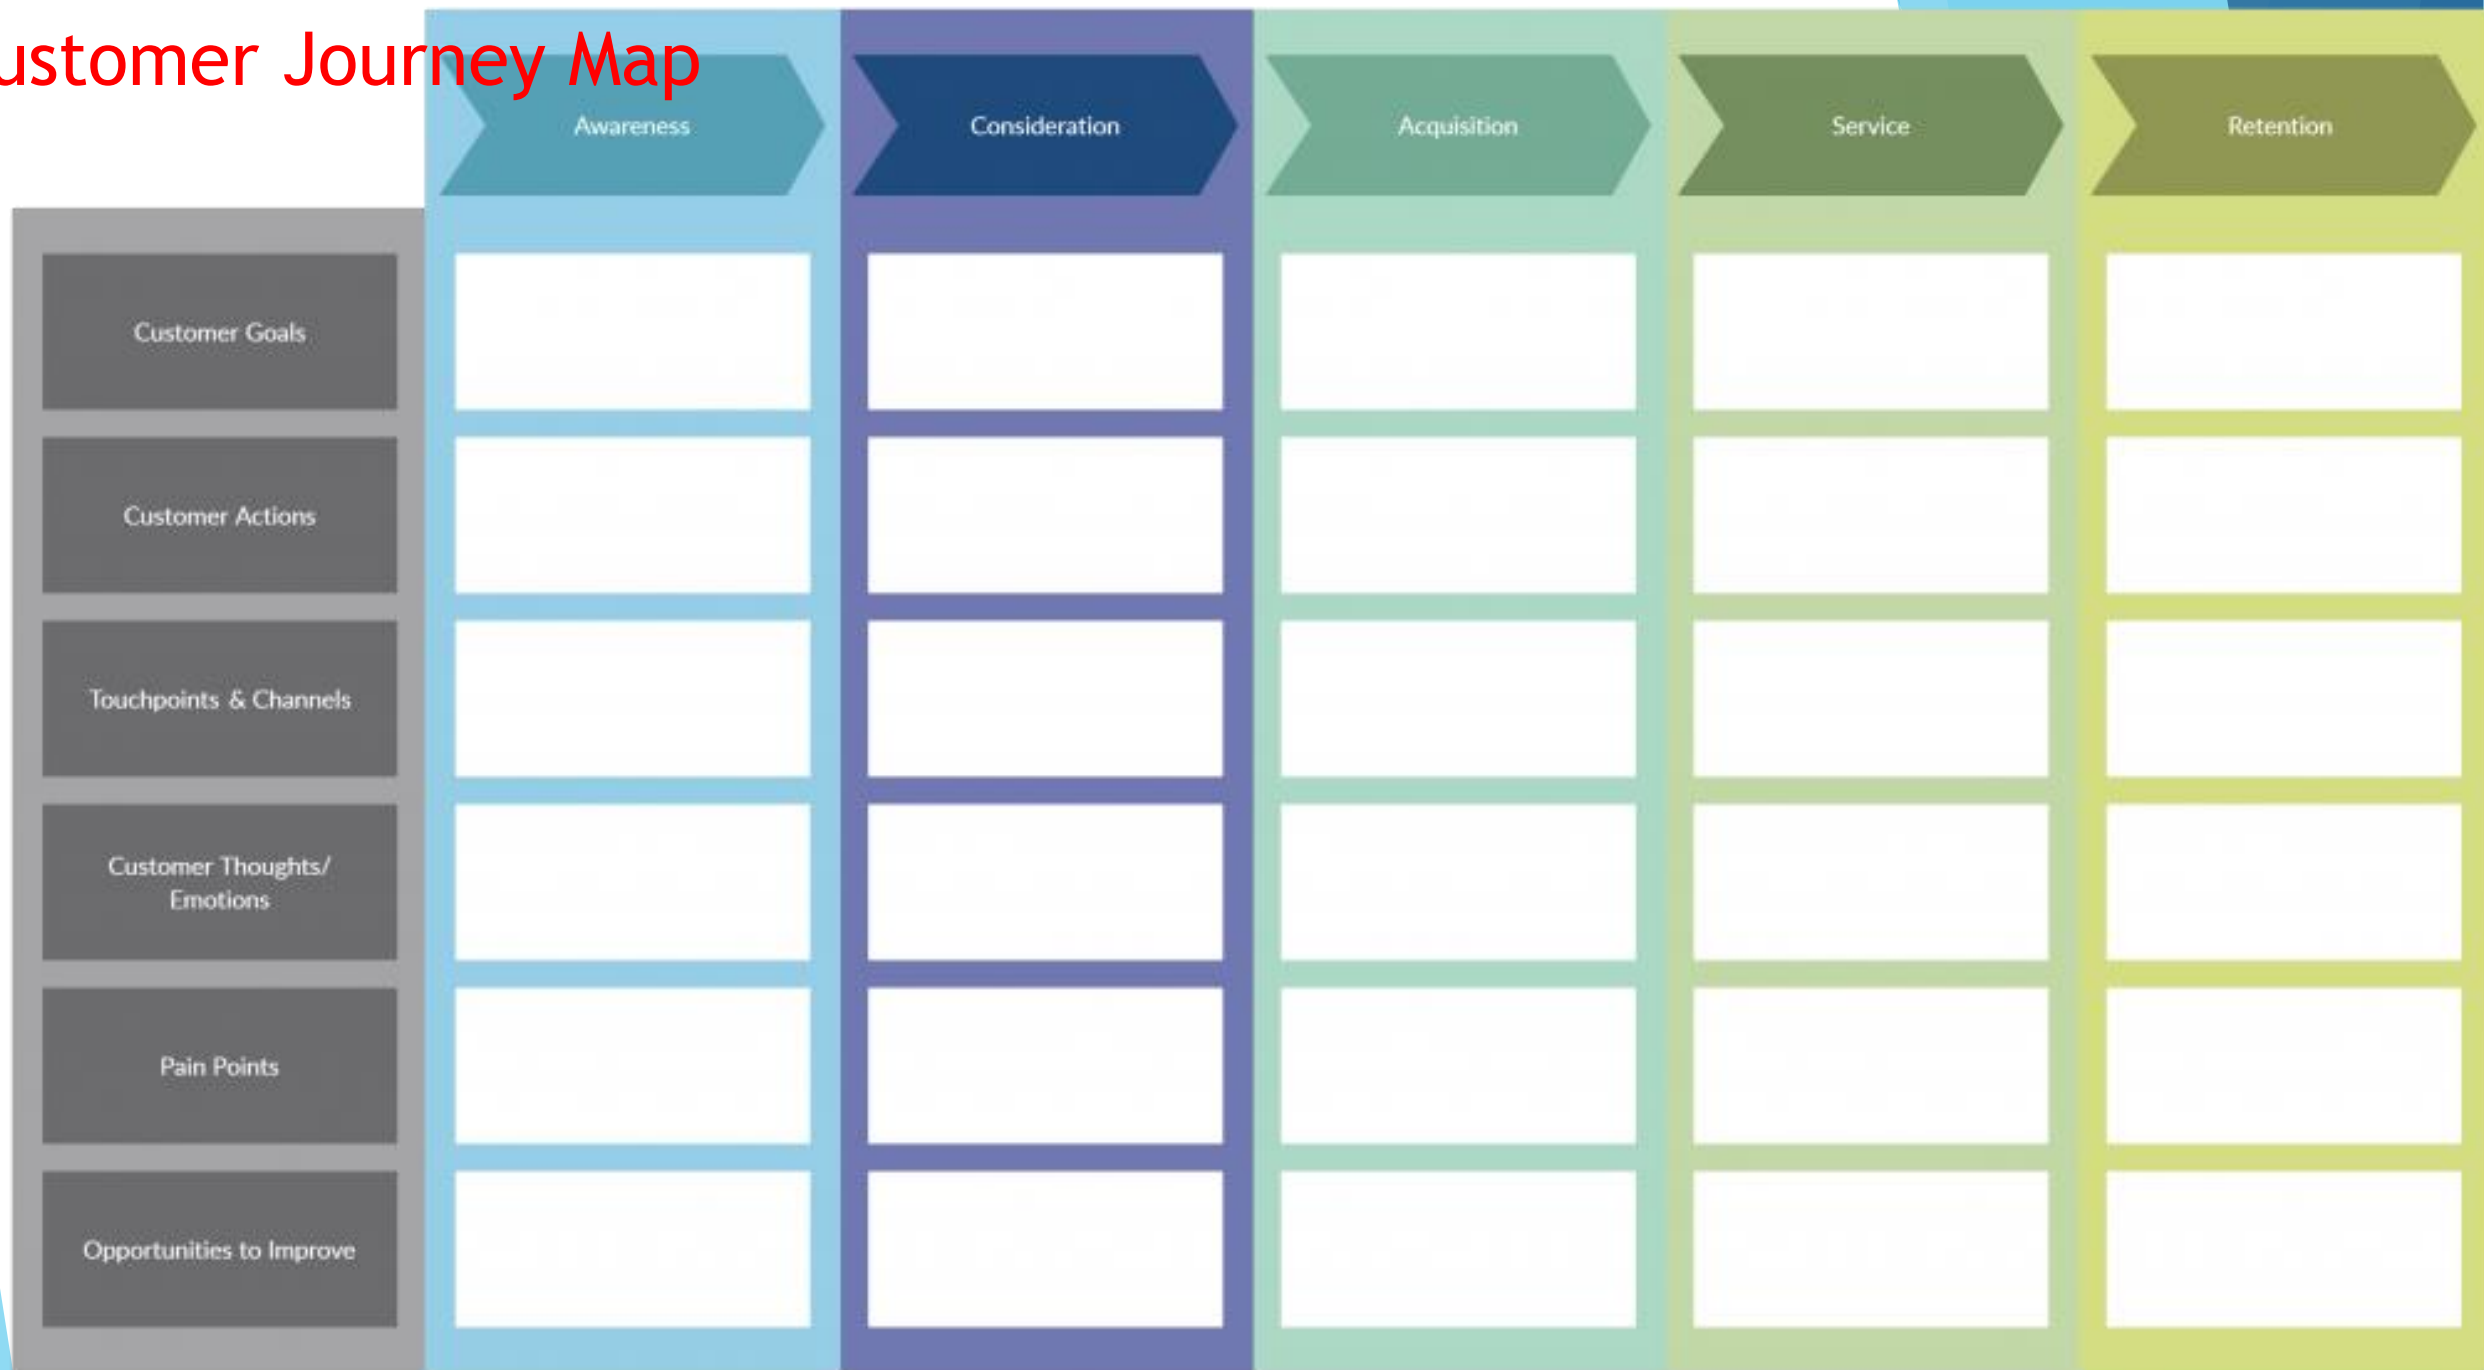 ustomer Journey Map
Awareness
Consideration
Acquisition
Service
Retention
Customer Goals
Customer Actions
Touchpoints & Channels
Customer Thoughts/
Emotions
Pain Points
Opportunities to Improve